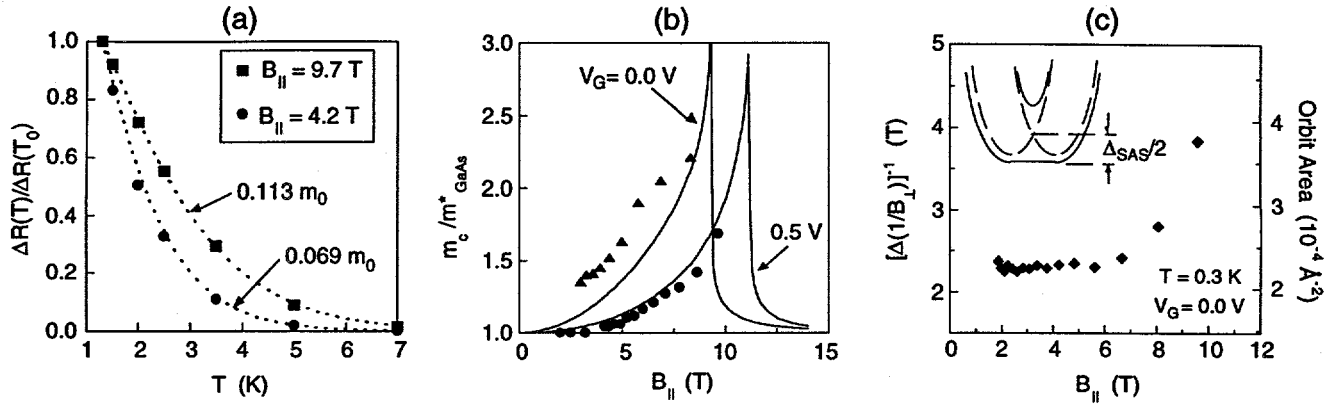 (a)
ΔR(T)/ΔR(T₀)
1.0
0.8
0.6
0.4
0.2
0.0
B|| = 9.7 T
B|| = 4.2 T
0.113 m₀
0.069 m₀
1 2 3 4 5 6 7
T (K)
(b)
m_c /m*_GaAs
3.0
2.5
2.0
1.5
1.0
V_G= 0.0 V
0.5 V
0 5 10 15
B|| (T)
(c)
[Δ(1/B⊥)]⁻¹ (T)
5
4
3
2
Δ_SAS/2
T = 0.3 K
V_G= 0.0 V
0 2 4 6 8 10 12
B|| (T)
4
3
2
Orbit Area (10⁻⁴ Å⁻²)